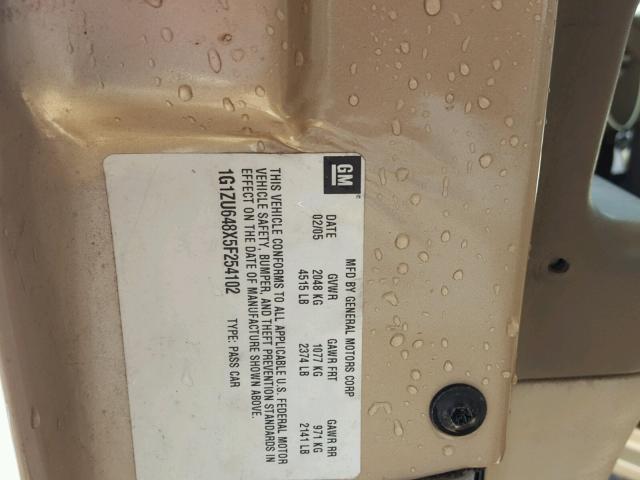 GM
MFD BY GENERAL MOTORS CORP
DATE GVWR GAWR FRT GAWR RR
02/05 2048 KG 1077 KG 971 KG
4515 LB 2374 LB 2141 LB
THIS VEHICLE CONFORMS TO ALL APPLICABLE U.S. FEDERAL MOTOR
VEHICLE SAFETY, BUMPER, AND THEFT PREVENTION STANDARDS IN
EFFECT ON THE DATE OF MANUFACTURE SHOWN ABOVE.
1G1ZU648X5F254102 TYPE: PASS CAR